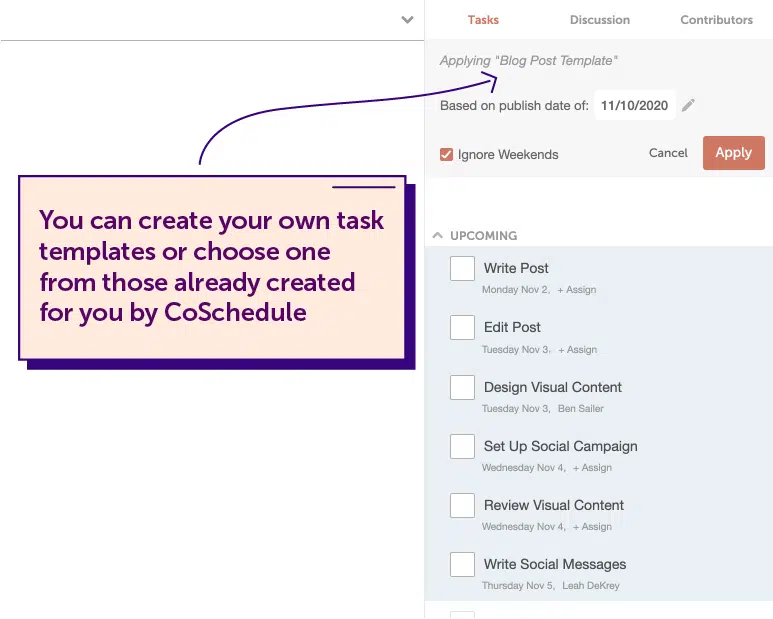 Tasks Discussion Contributors
Applying "Blog Post Template"
Based on publish date of: 11/10/2020
Ignore Weekends Cancel Apply
You can create your own task
templates or choose one
from those already created
for you by CoSchedule
UPCOMING
Write Post
Monday Nov 2, + Assign
Edit Post
Tuesday Nov 3, + Assign
Design Visual Content
Tuesday Nov 3, Ben Sailer
Set Up Social Campaign
Wednesday Nov 4, + Assign
Review Visual Content
Wednesday Nov 4, + Assign
Write Social Messages
Thursday Nov 5, Leah DeKrey